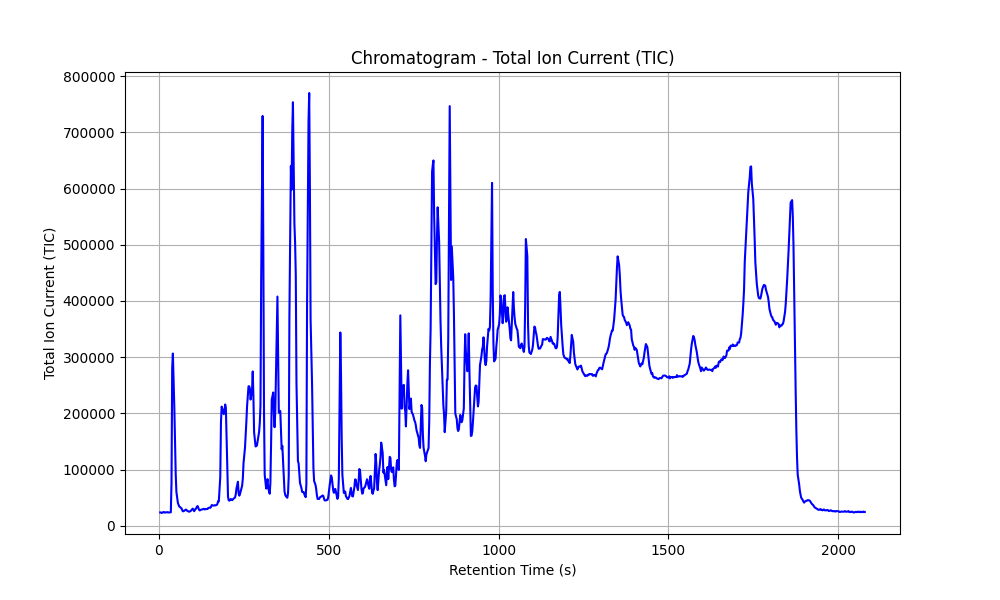 Chromatogram - Total Ion Current (TIC)
800000
700000
600000
500000
400000
300000
200000
100000
0
Total Ion Current (TIC)
0 500 1000 1500 2000
Retention Time (s)